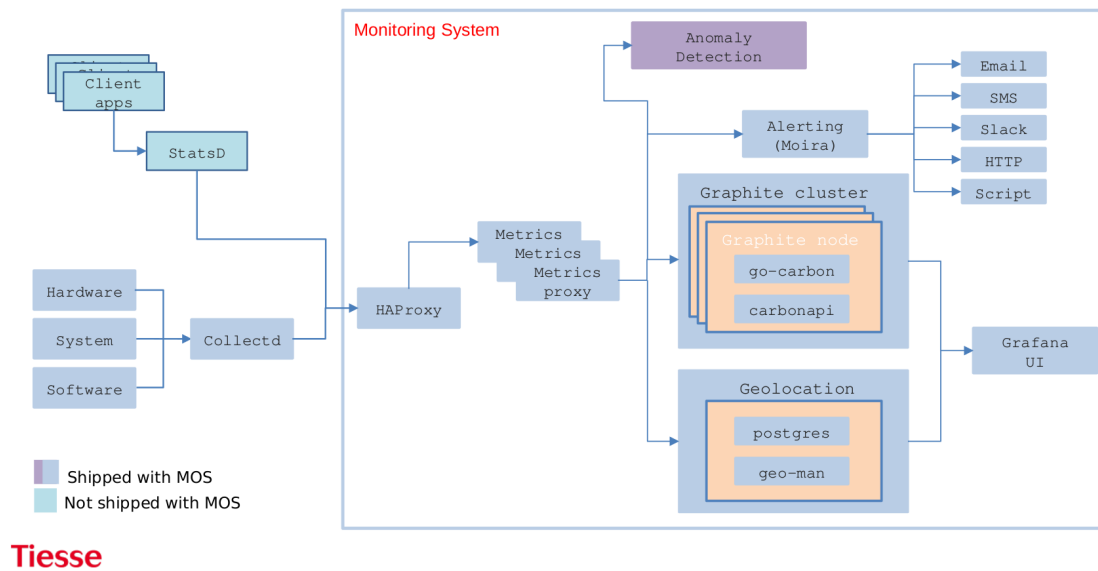 Monitoring System
Anomaly
Detection
Client
Client
Client
apps
StatsD
Email
SMS
Slack
HTTP
Script
Alerting
(Moira)
Graphite cluster
Graphite node
go-carbon
carbonapi
Metrics
Metrics
Metrics
proxy
HAProxy
Hardware
System
Software
Collectd
Grafana
UI
Geolocation
postgres
geo-man
Shipped with MOS
Not shipped with MOS
Tiesse